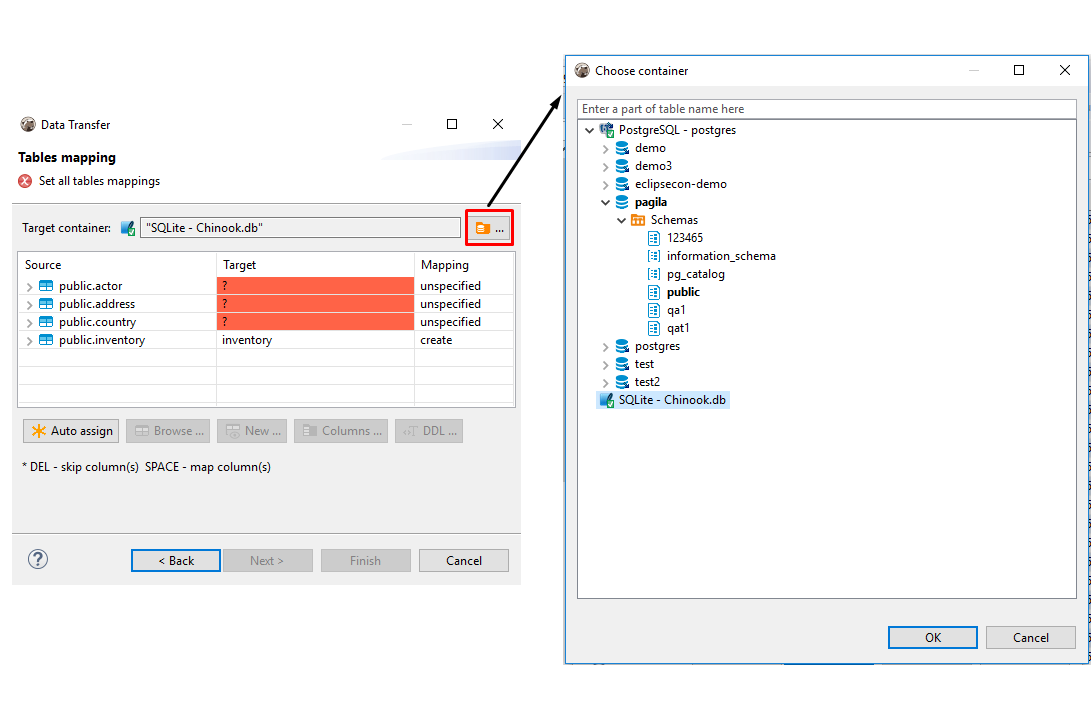 Data Transfer
Tables mapping
Set all tables mappings
Target container: "SQLite - Chinook.db" ...
Source Target Mapping
public.actor ? unspecified
public.address ? unspecified
public.country ? unspecified
public.inventory inventory create
Auto assign Browse ... New ... Columns ... DDL ...
* DEL - skip column(s) SPACE - map column(s)
? < Back Next > Finish Cancel
Choose container
Enter a part of table name here
PostgreSQL - postgres
demo
demo3
eclipsecon-demo
pagila
Schemas
123465
information_schema
pg_catalog
public
qa1
qat1
postgres
test
test2
SQLite - Chinook.db
OK Cancel